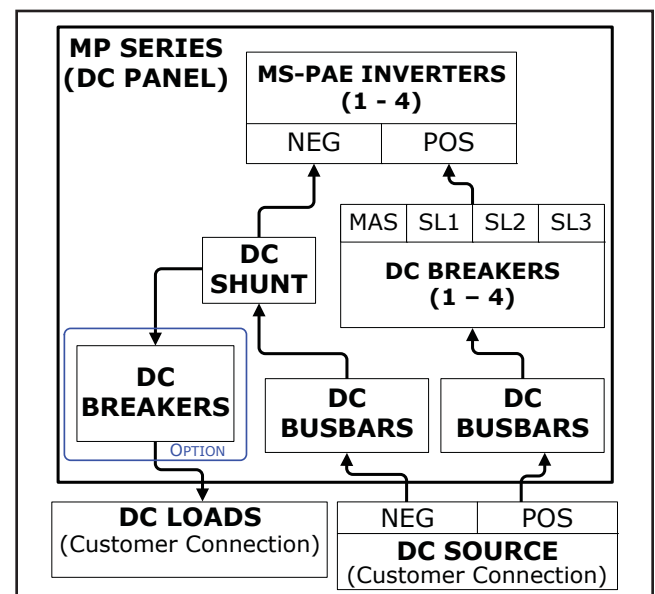 MP SERIES
(DC PANEL)
MS-PAE INVERTERS
(1 - 4)
NEG POS
MAS SL1 SL2 SL3
DC BREAKERS
(1 – 4)
DC
SHUNT
DC
BREAKERS
OPTION
DC
BUSBARS
DC
BUSBARS
DC LOADS
(Customer Connection)
NEG POS
DC SOURCE
(Customer Connection)